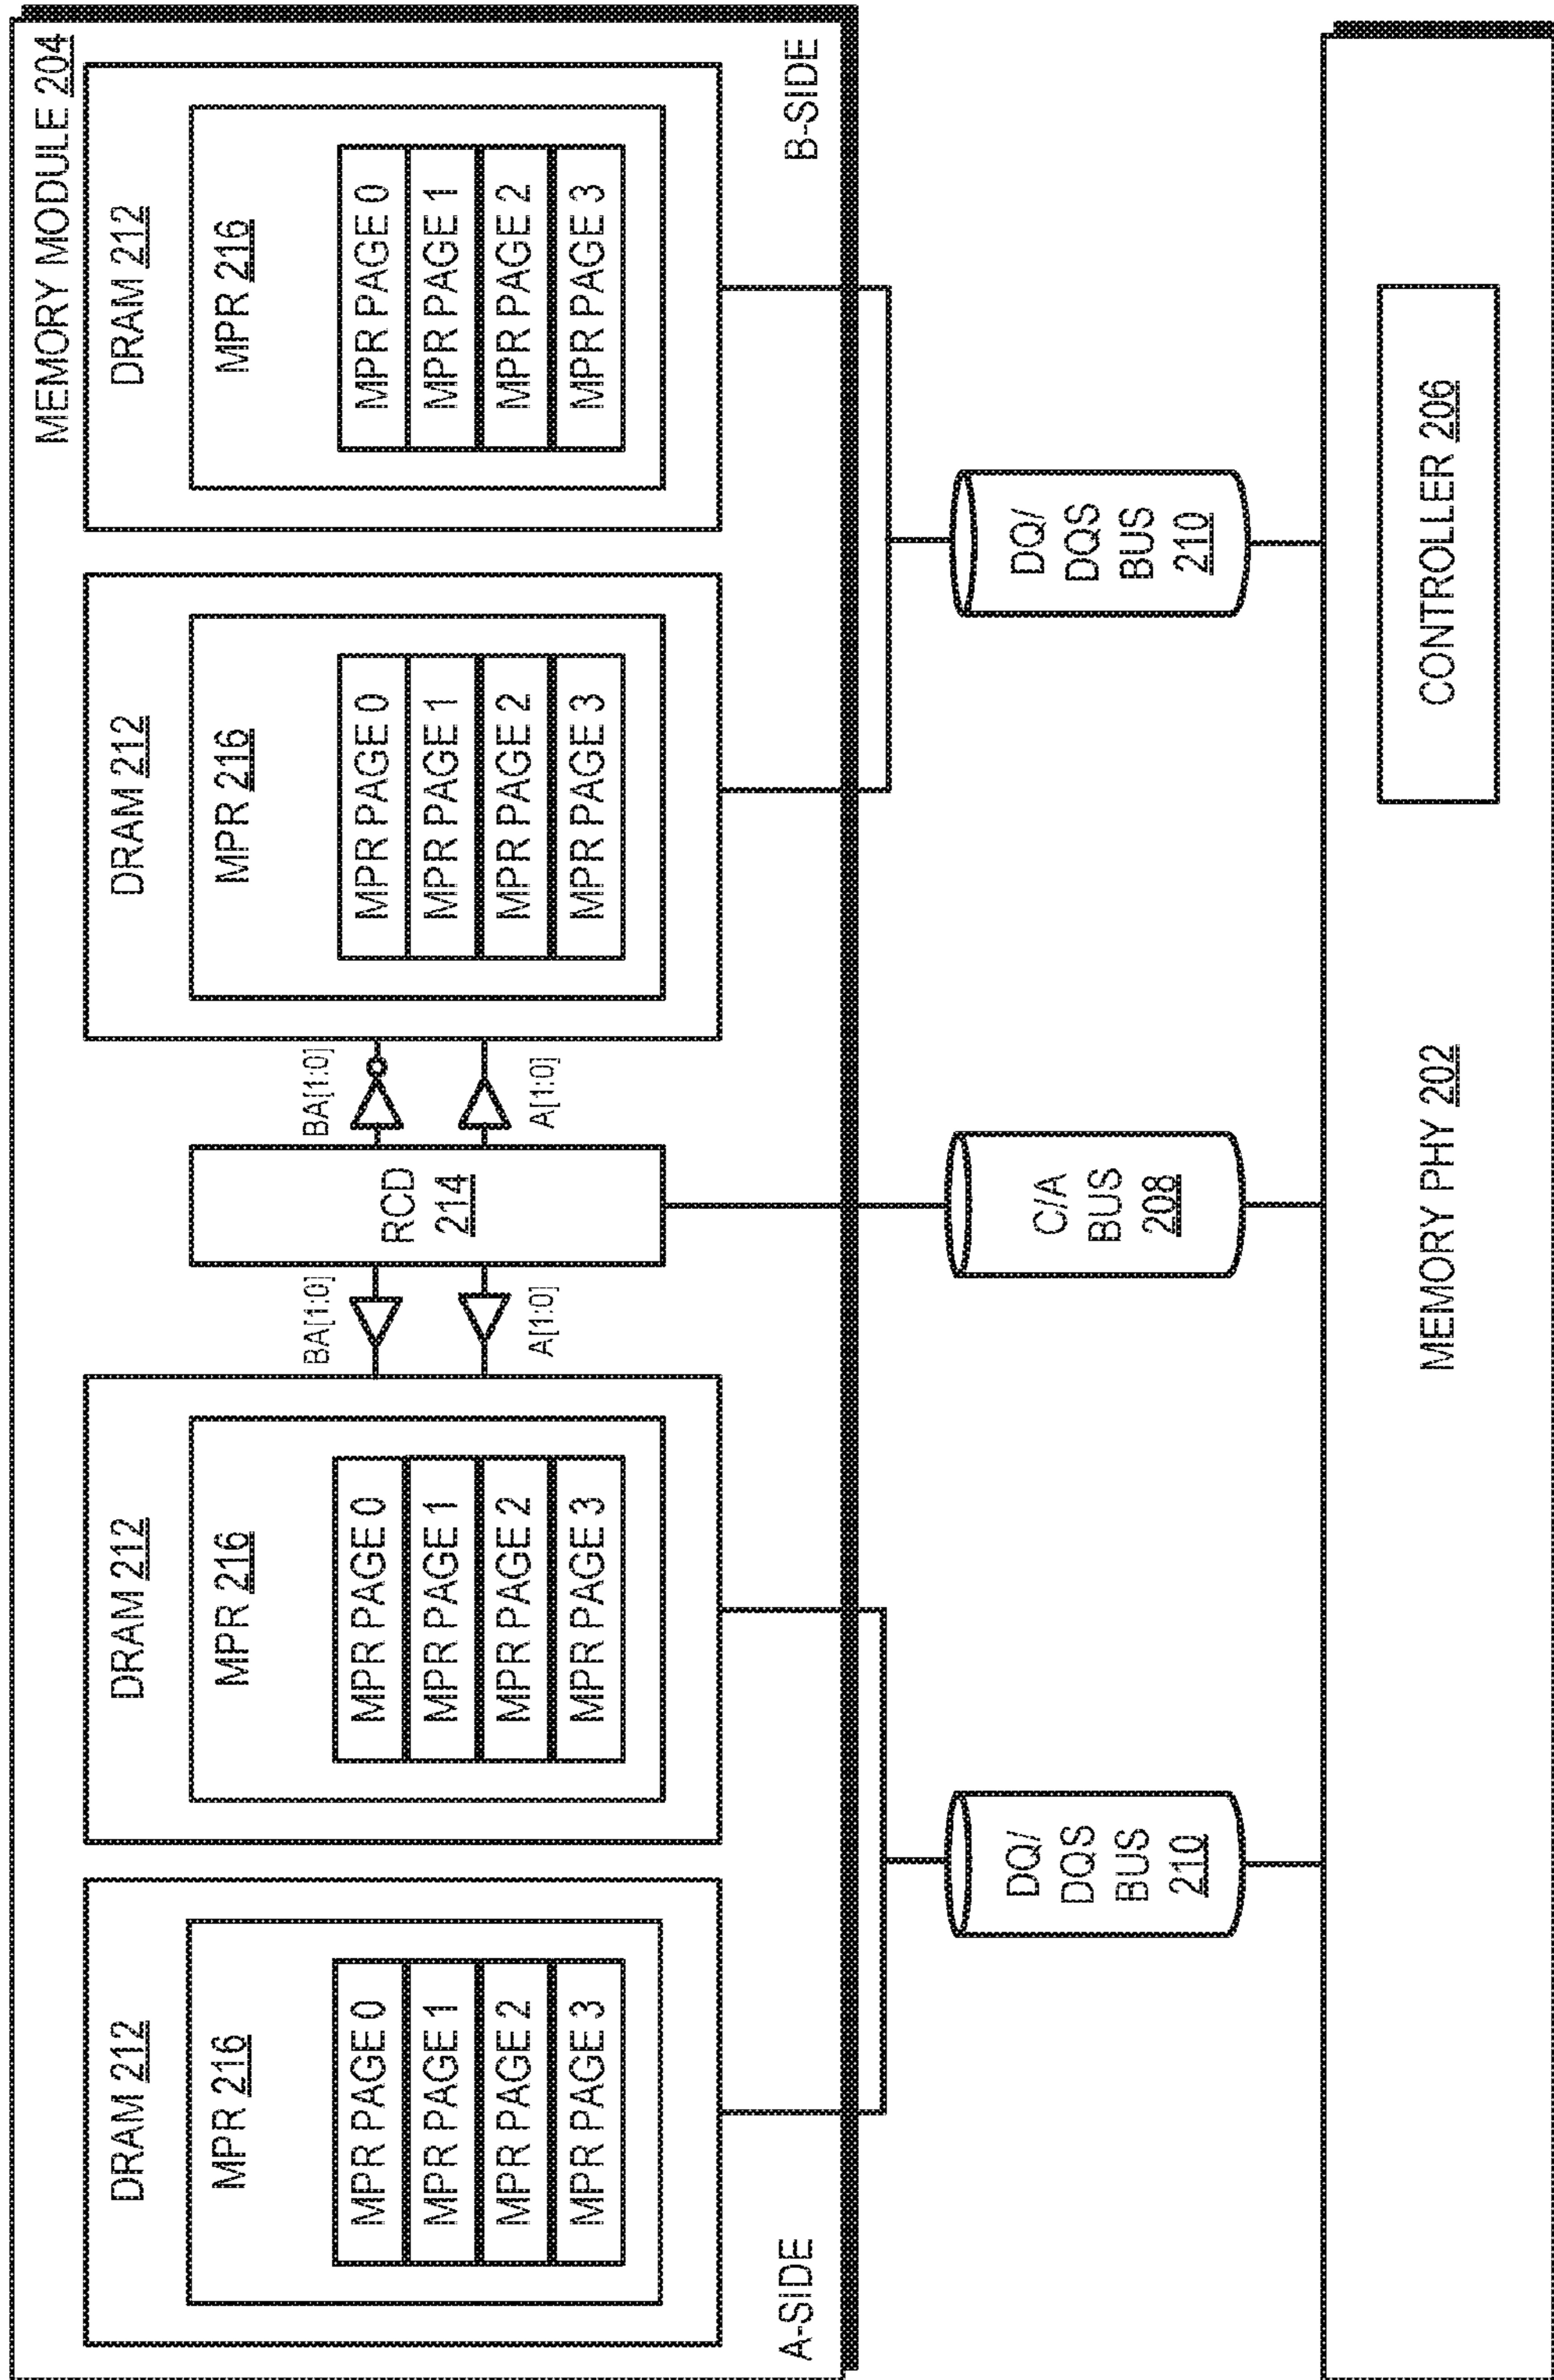 MEMORY MODULE 204
DRAM 212
MPR 216
MPR PAGE 0
MPR PAGE 1
MPR PAGE 2
MPR PAGE 3
A-SIDE
DRAM 212
MPR 216
MPR PAGE 0
MPR PAGE 1
MPR PAGE 2
MPR PAGE 3
BA[1:0]
A[1:0]
RCD
214
BA[1:0]
A[1:0]
DRAM 212
MPR 216
MPR PAGE 0
MPR PAGE 1
MPR PAGE 2
MPR PAGE 3
DRAM 212
MPR 216
MPR PAGE 0
MPR PAGE 1
MPR PAGE 2
MPR PAGE 3
B-SIDE
DQ/
DQS
BUS
210
C/A
BUS
208
DQ/
DQS
BUS
210
MEMORY PHY 202
CONTROLLER 206